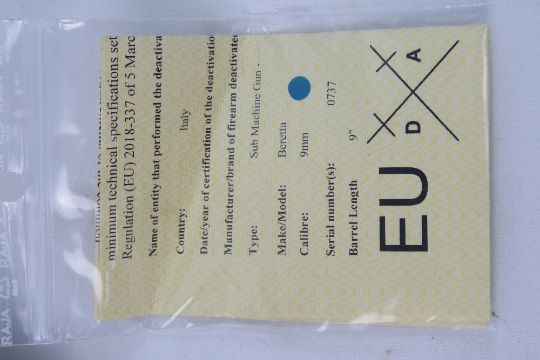 minimum technical specifications set
Regulation (EU) 2018-337 of 5 Marc
Name of entity that performed the deactiva
Country: Italy
Date/year of certification of the deactivatio
Manufacturer/brand of firearm deactivated
Type: Sub Machine Gun -
Make/Model: Beretta
Calibre: 9mm
Serial number(s): 0737
Barrel Length 9"
EU
D A
RAJA
RAJA